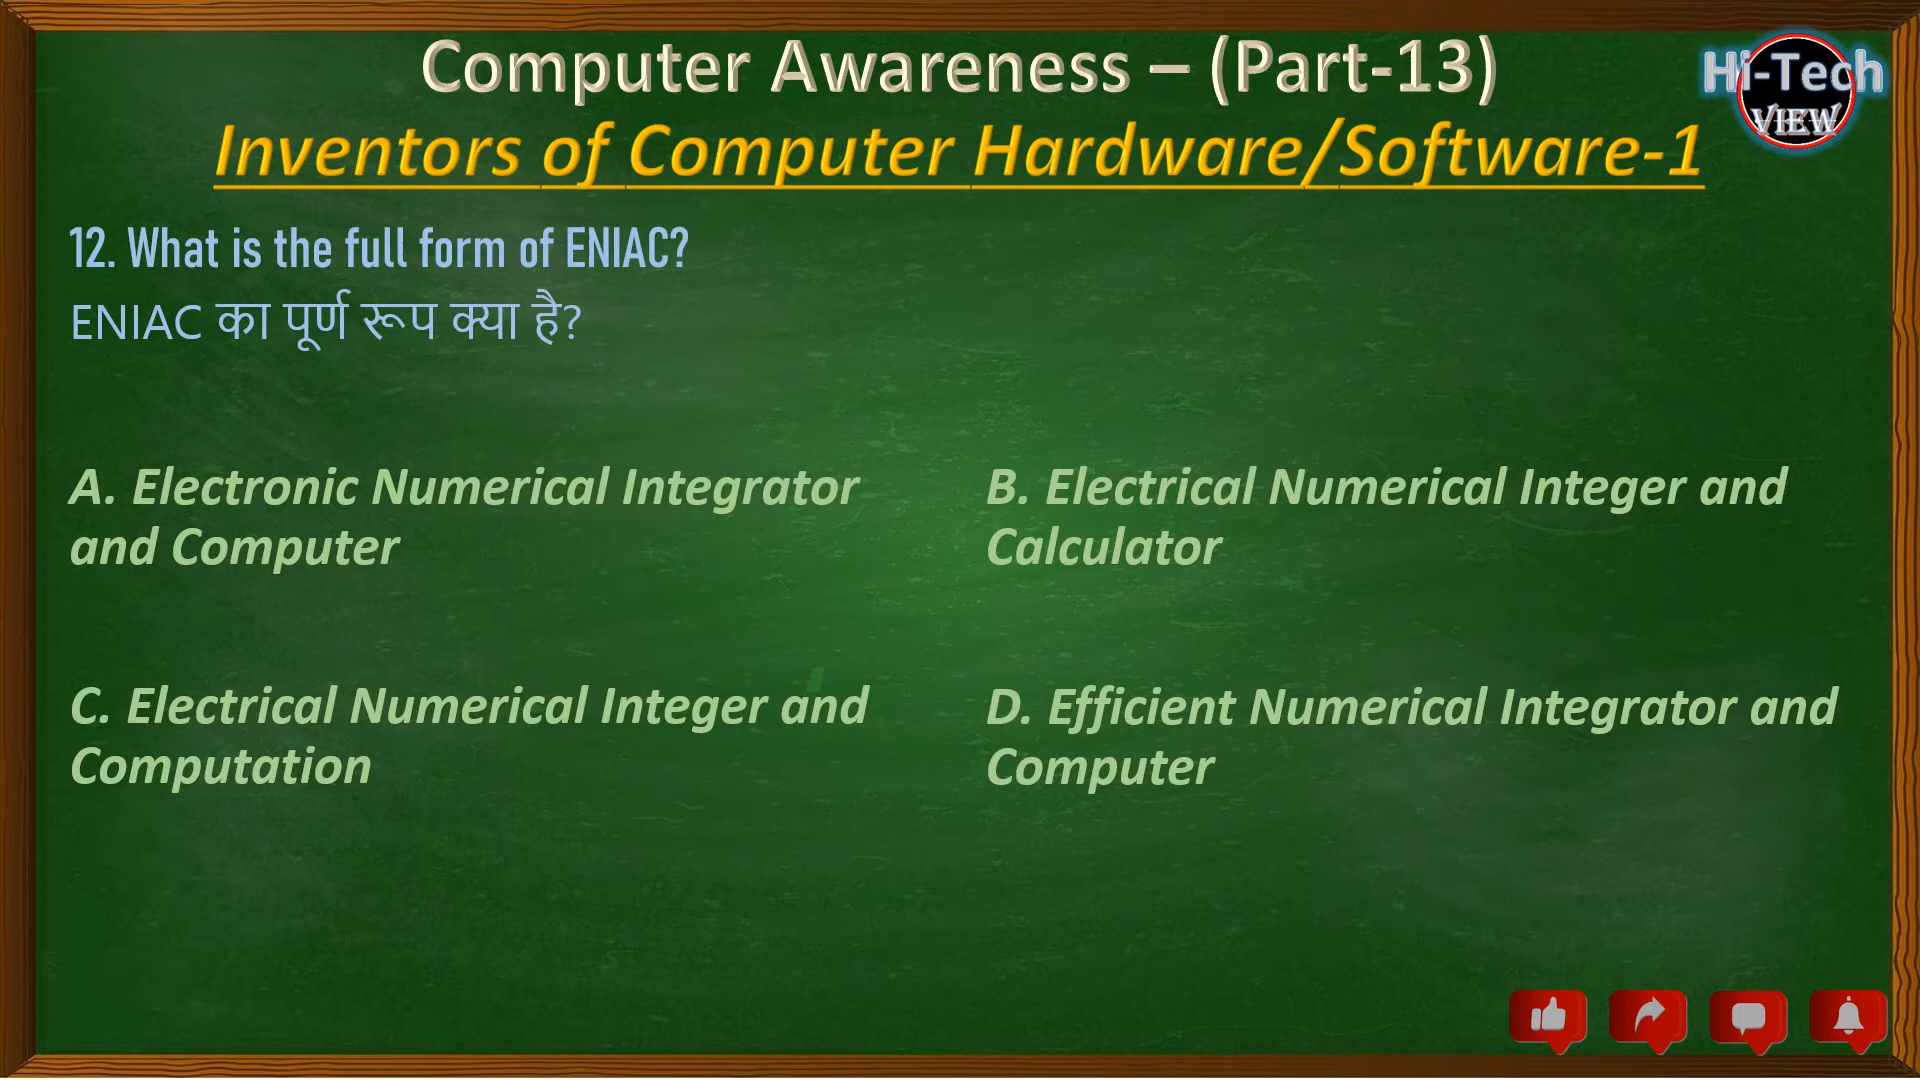 Computer Awareness – (Part-13)
Hi-Tech
VIEW
Inventors of Computer Hardware/Software-1
12. What is the full form of ENIAC?
ENIAC का पूर्ण रूप क्या है?
A. Electronic Numerical Integrator
and Computer
B. Electrical Numerical Integer and
Calculator
C. Electrical Numerical Integer and
Computation
D. Efficient Numerical Integrator and
Computer